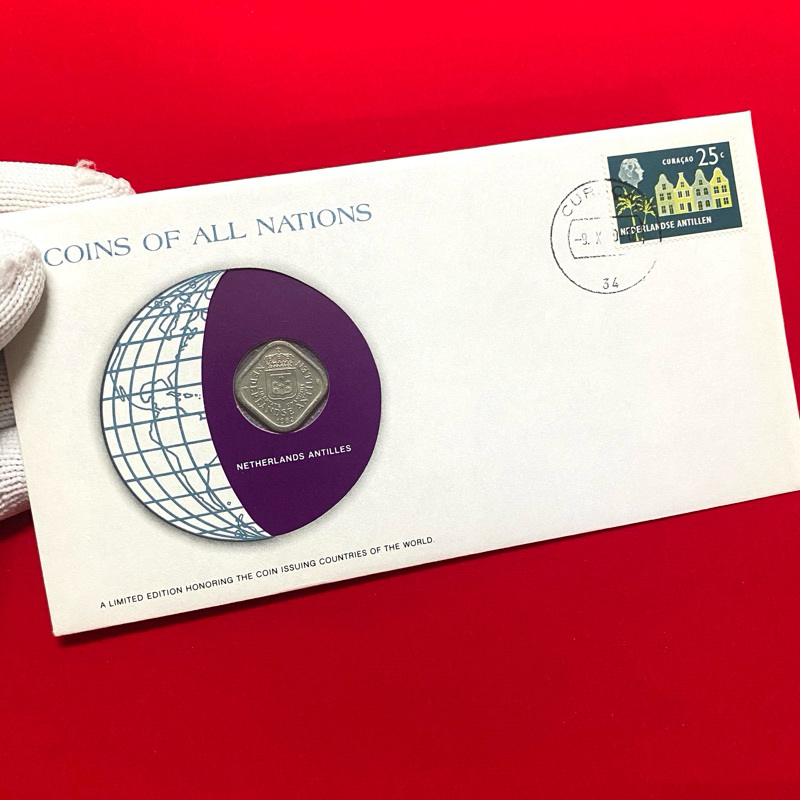 COINS OF ALL NATIONS
CURAÇAO 25c
NEDERLANDSE ANTILLEN
34
NETHERLANDS ANTILLES
A LIMITED EDITION HONORING THE COIN ISSUING COUNTRIES OF THE WORLD.